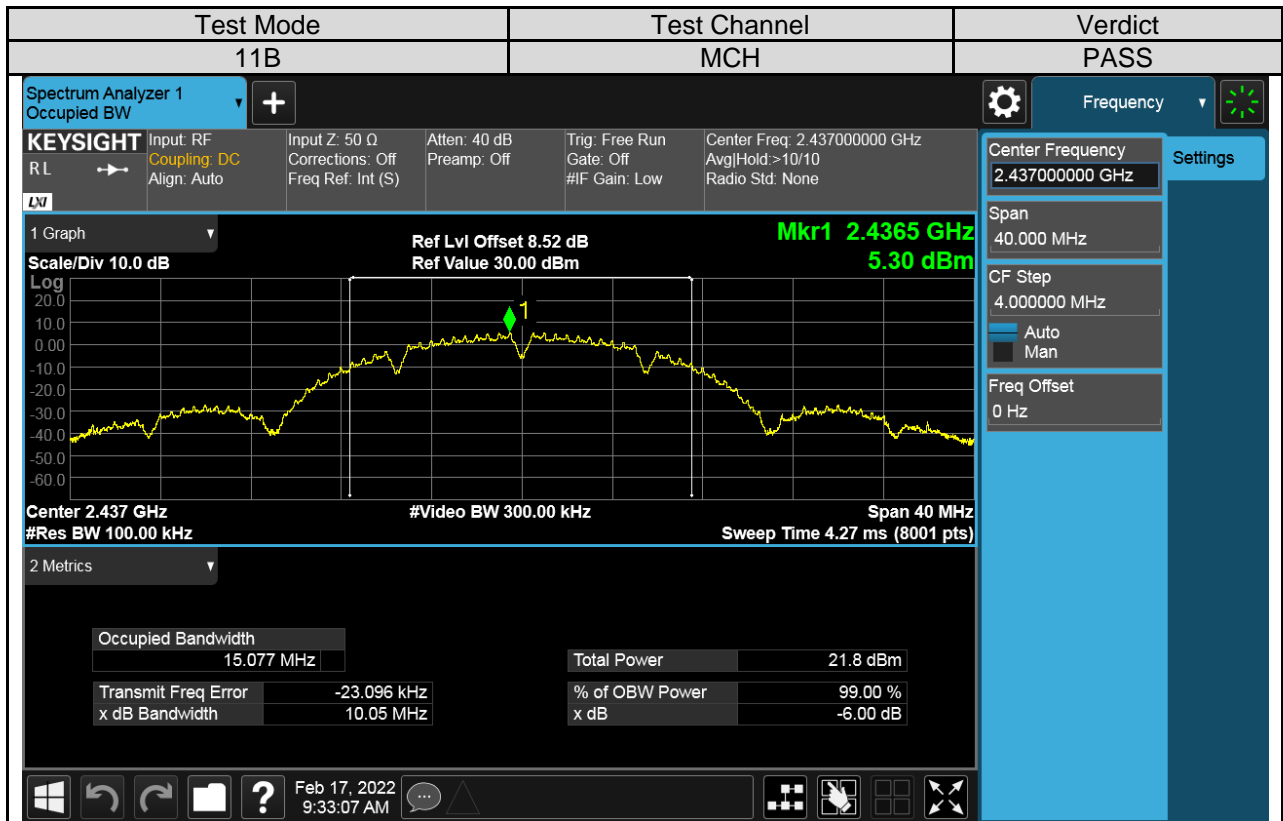 Test Mode Test Channel Verdict
11B MCH PASS
Spectrum Analyzer 1
Occupied BW
+
Frequency
KEYSIGHT Input: RF Input Z: 50 Ω Atten: 40 dB Trig: Free Run Center Freq: 2.437000000 GHz
RL Coupling: DC Corrections: Off Preamp: Off Gate: Off Avg|Hold:>10/10
Align: Auto Freq Ref: Int (S) #IF Gain: Low Radio Std: None
LXI
Center Frequency
2.437000000 GHz
Settings
Span
40.000 MHz
CF Step
4.000000 MHz
Auto
Man
Freq Offset
0 Hz
1 Graph
Ref Lvl Offset 8.52 dB
Mkr1 2.4365 GHz
Scale/Div 10.0 dB Ref Value 30.00 dBm 5.30 dBm
Log
20.0
10.0
0.00
-10.0
-20.0
-30.0
-40.0
-50.0
-60.0
1
Center 2.437 GHz #Video BW 300.00 kHz Span 40 MHz
#Res BW 100.00 kHz Sweep Time 4.27 ms (8001 pts)
2 Metrics
Occupied Bandwidth
15.077 MHz Total Power 21.8 dBm
Transmit Freq Error -23.096 kHz % of OBW Power 99.00 %
x dB Bandwidth 10.05 MHz x dB -6.00 dB
? Feb 17, 2022
9:33:07 AM